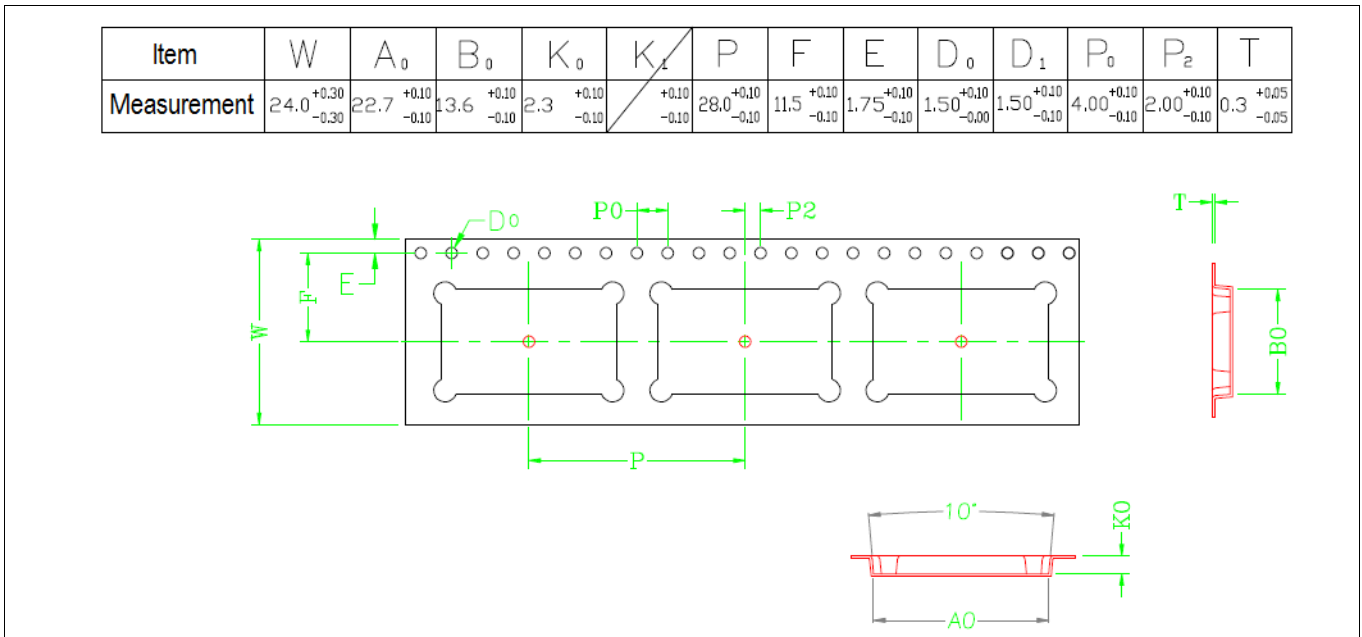 Item W A₀ B₀ K₀ K₁ P F E D₀ D₁ P₀ P₂ T
Measurement 24.0 +0.30 -0.30 22.7 +0.10 -0.10 13.6 +0.10 -0.10 2.3 +0.10 -0.10 +0.10 -0.10 28.0 +0.10 -0.10 11.5 +0.10 -0.10 1.75 +0.10 -0.10 1.50 +0.10 -0.00 1.50 +0.10 -0.10 4.00 +0.10 -0.10 2.00 +0.10 -0.10 0.3 +0.05 -0.05
D0
P0
P2
T
E
F
W
B0
P
10°
K0
A0